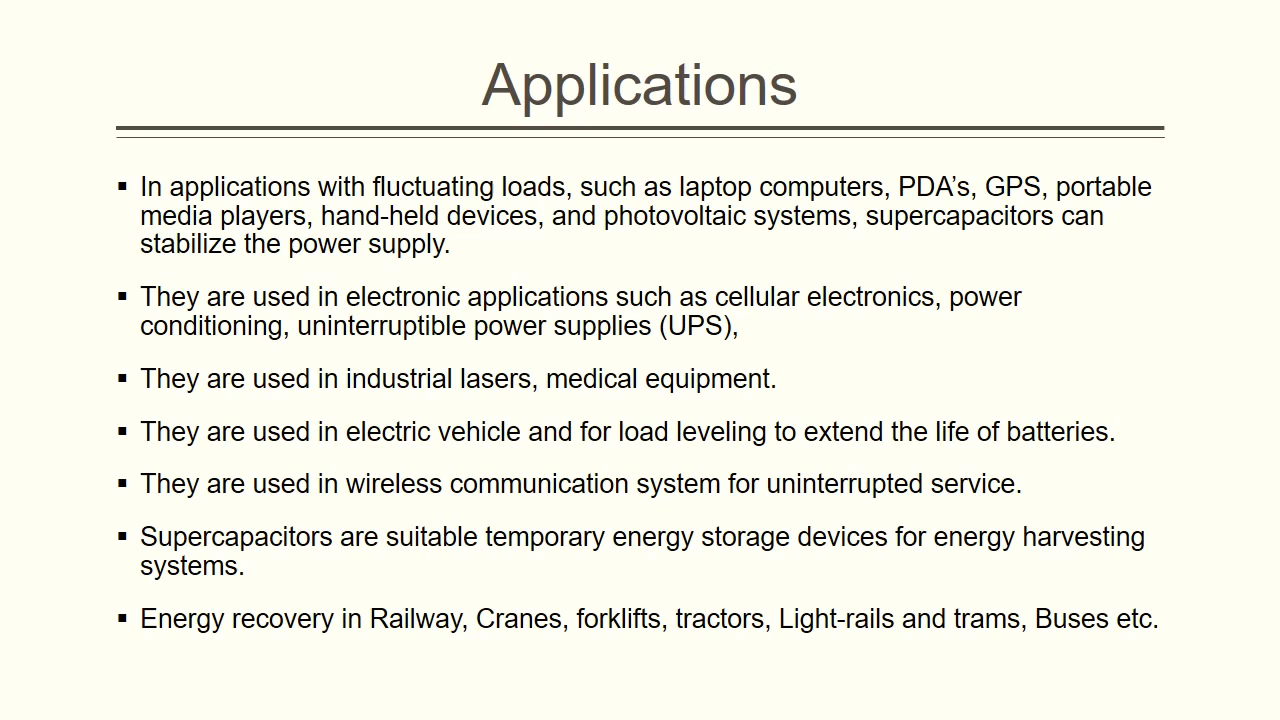 Applications
▪ In applications with fluctuating loads, such as laptop computers, PDA’s, GPS, portable
media players, hand-held devices, and photovoltaic systems, supercapacitors can
stabilize the power supply.
▪ They are used in electronic applications such as cellular electronics, power
conditioning, uninterruptible power supplies (UPS),
▪ They are used in industrial lasers, medical equipment.
▪ They are used in electric vehicle and for load leveling to extend the life of batteries.
▪ They are used in wireless communication system for uninterrupted service.
▪ Supercapacitors are suitable temporary energy storage devices for energy harvesting
systems.
▪ Energy recovery in Railway, Cranes, forklifts, tractors, Light-rails and trams, Buses etc.